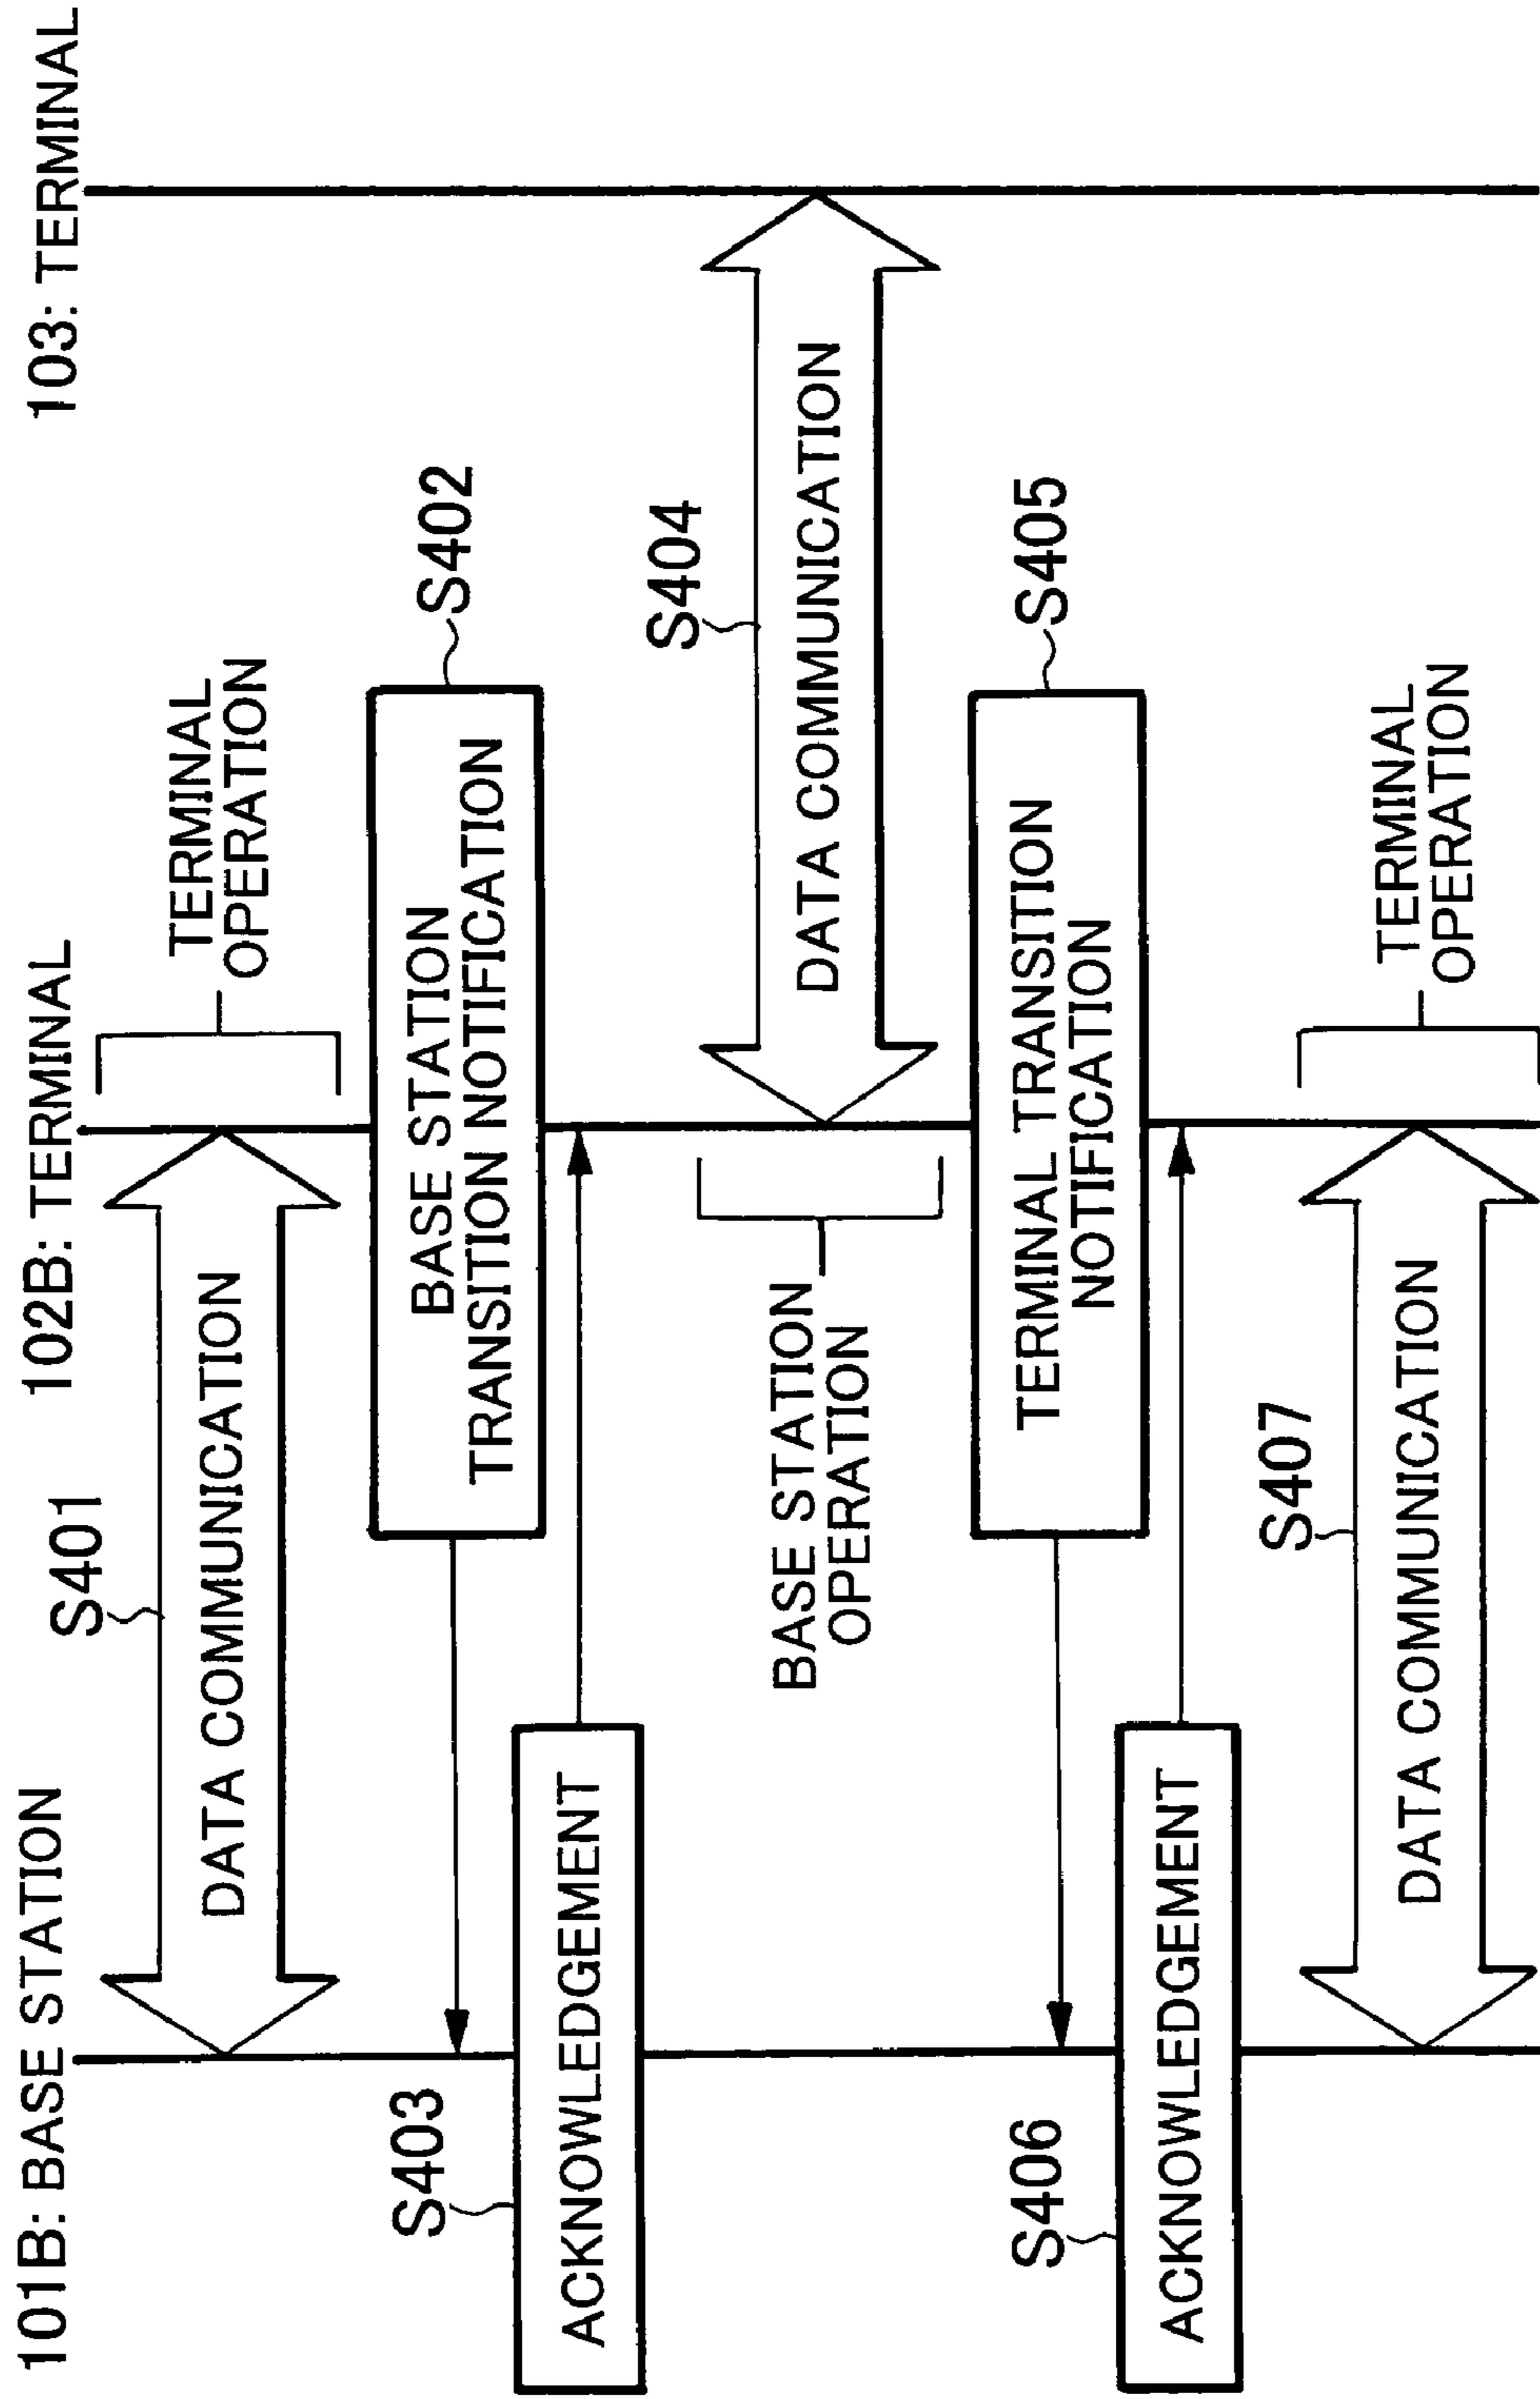 101B: BASE STATION
102B: TERMINAL
103: TERMINAL
S401
DATA COMMUNICATION
TERMINAL
OPERATION
BASE STATION
TRANSITION NOTIFICATION
S402
S403
ACKNOWLEDGEMENT
S404
DATA COMMUNICATION
BASE STATION
OPERATION
TERMINAL TRANSITION
NOTIFICATION
S405
S406
ACKNOWLEDGEMENT
S407
DATA COMMUNICATION
TERMINAL
OPERATION